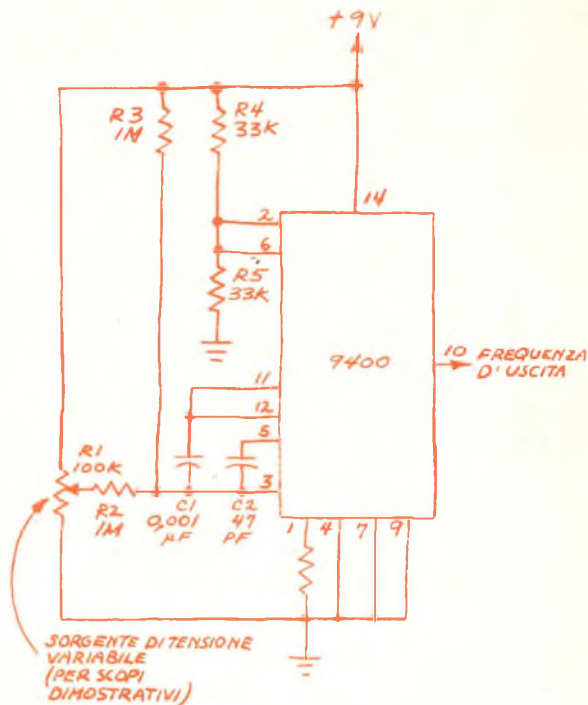 +9V
R3
1M
R4
33K
14
2
6
R5
33K
9400
10 FREQUENZA
D'USCITA
11
12
5
3
R1
100K
R2
1M
C1
0,001
µF
C2
47
PF
1
4
7
9
SORGENTE DI TENSIONE
VARIABILE
(PER SCOPI
DIMOSTRATIVI)